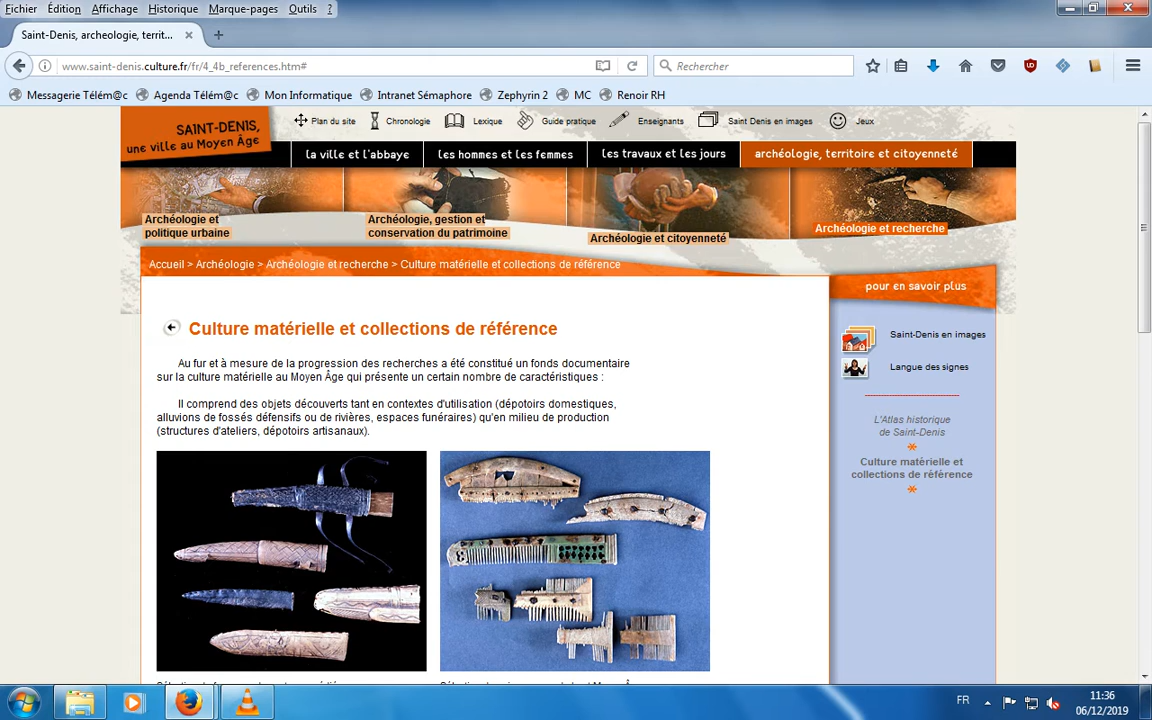 Fichier Édition Affichage Historique Marque-pages Outils ?
Saint-Denis, archeologie, territ...
www.saint-denis.culture.fr/fr/4_4b_references.htm#
Rechercher
Messagerie Télém@c Agenda Télém@c Mon Informatique Intranet Sémaphore Zephyrin 2 MC Renoir RH
SAINT-DENIS,
une ville au Moyen Âge
Plan du site Chronologie Lexique Guide pratique Enseignants Saint Denis en images Jeux
la ville et l'abbaye les hommes et les femmes les travaux et les jours archéologie, territoire et citoyenneté
Archéologie et
politique urbaine
Archéologie, gestion et
conservation du patrimoine
Archéologie et citoyenneté
Archéologie et recherche
Accueil > Archéologie > Archéologie et recherche > Culture matérielle et collections de référence
pour en savoir plus
Culture matérielle et collections de référence
Au fur et à mesure de la progression des recherches a été constitué un fonds documentaire
sur la culture matérielle au Moyen Âge qui présente un certain nombre de caractéristiques :
Il comprend des objets découverts tant en contextes d'utilisation (dépotoirs domestiques,
alluvions de fossés défensifs ou de rivières, espaces funéraires) qu'en milieu de production
(structures d'ateliers, dépotoirs artisanaux).
Saint-Denis en images
Langue des signes
L'Atlas historique
de Saint-Denis
Culture matérielle et
collections de référence
FR
11:36
06/12/2019